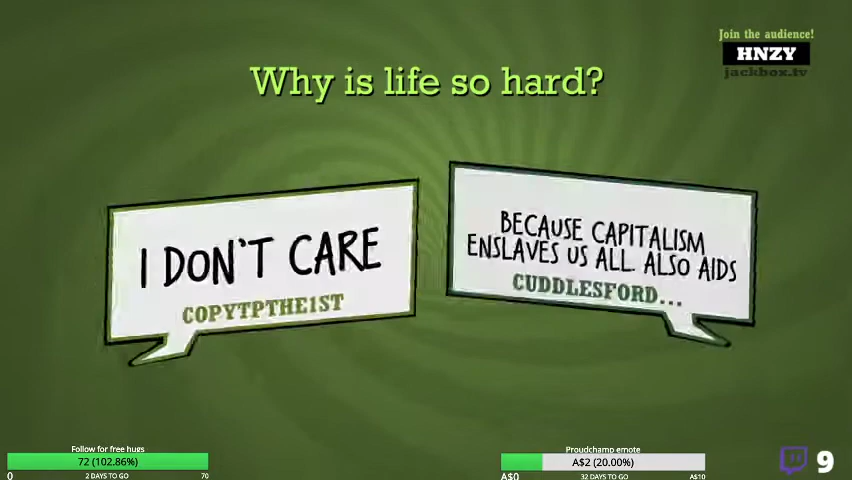 Join the audience!
HNZY
jackbox.tv
Why is life so hard?
I DON'T CARE
COPYTPTHE1ST
BECAUSE CAPITALISM
ENSLAVES US ALL. ALSO AIDS
CUDDLESFORD...
Follow for free hugs
72 (102.86%)
0
2 DAYS TO GO
70
Proudchamp emote
A$2 (20.00%)
A$0
32 DAYS TO GO
A$10
9